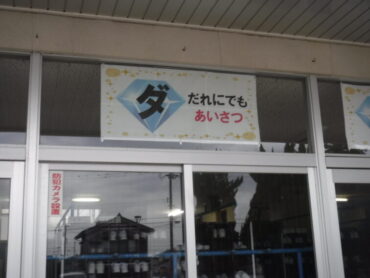 ダ
だれにでも
あいさつ
防犯カメラ設置